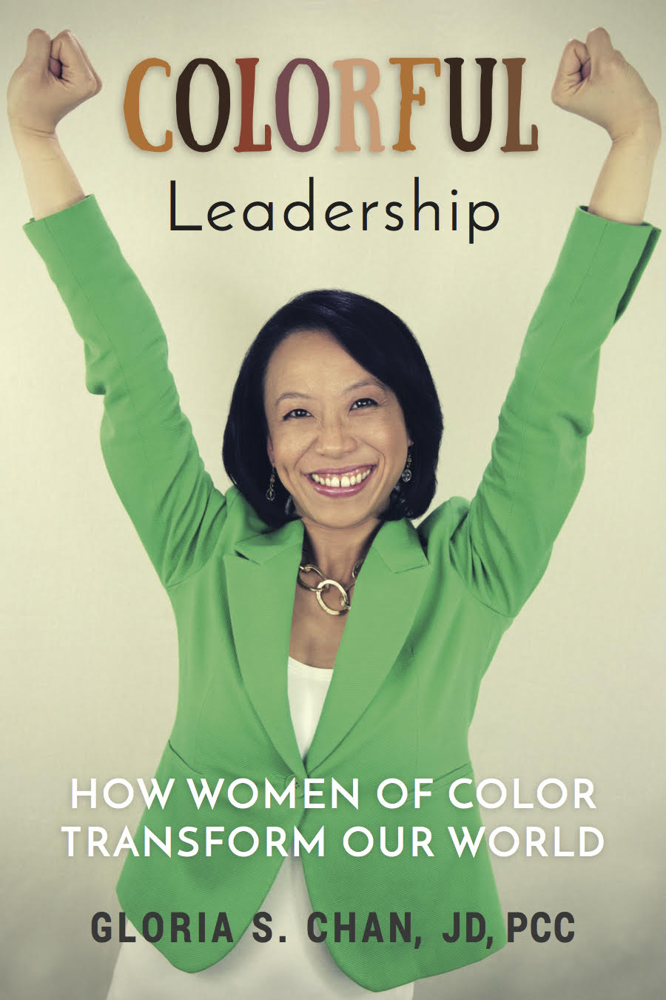 COLORFUL
Leadership
HOW WOMEN OF COLOR
TRANSFORM OUR WORLD
GLORIA S. CHAN, JD, PCC